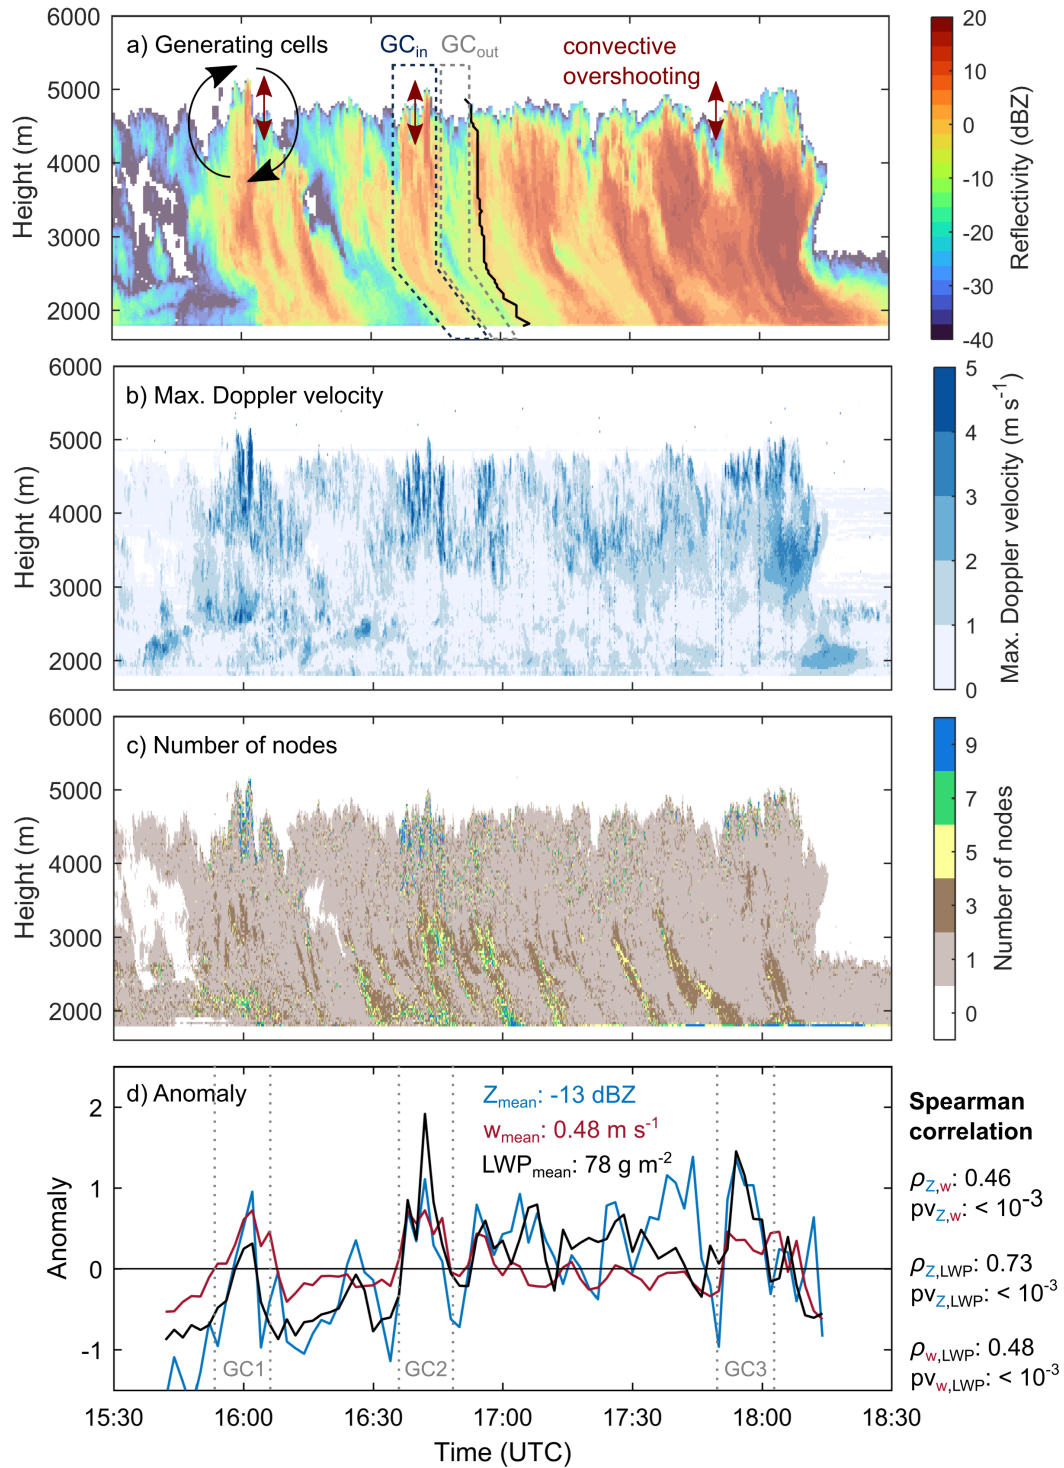 6000
5000
4000
3000
2000
Height (m)
a) Generating cells
GCin
GCout
convective
overshooting
20
10
0
-10
-20
-30
-40
Reflectivity (dBZ)
6000
5000
4000
3000
2000
Height (m)
b) Max. Doppler velocity
5
4
3
2
1
0
Max. Doppler velocity (m s-1)
6000
5000
4000
3000
2000
Height (m)
c) Number of nodes
9
7
5
3
1
0
Number of nodes
2
1
0
-1
Anomaly
d) Anomaly
Zmean: -13 dBZ
wmean: 0.48 m s-1
LWPmean: 78 g m-2
GC1
GC2
GC3
15:30
16:00
16:30
17:00
17:30
18:00
18:30
Time (UTC)
Spearman
correlation
ρZ,w: 0.46
pvZ,w: < 10-3
ρZ,LWP: 0.73
pvZ,LWP: < 10-3
ρw,LWP: 0.48
pvw,LWP: < 10-3